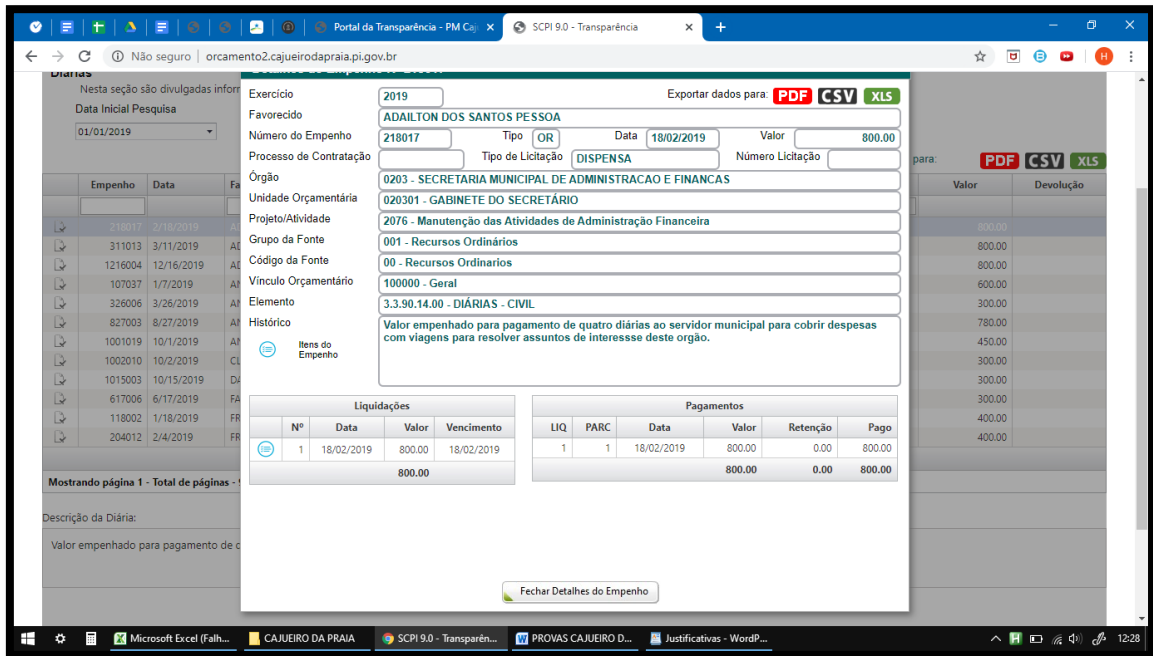 Portal da Transparência - PM Caj
SCPI 9.0 - Transparência
Não seguro | orcamento2.cajueirodapraia.pi.gov.br
H
Diárias
Nesta seção são divulgadas inform
Data Inicial Pesquisa
01/01/2019
para: PDF CSV XLS
Empenho Data Fa Valor Devolução
218017 2/18/2019 800.00
311013 3/11/2019 AD 800.00
1216004 12/16/2019 AD 800.00
107037 1/7/2019 AN 600.00
326006 3/26/2019 AN 300.00
827003 8/27/2019 AN 780.00
1001019 10/1/2019 AN 450.00
1002010 10/2/2019 CL 300.00
1015003 10/15/2019 DA 300.00
617006 6/17/2019 FA 300.00
118002 1/18/2019 FR 400.00
204012 2/4/2019 FR 400.00
Mostrando página 1 - Total de páginas -
Descrição da Diária:
Valor empenhado para pagamento de
Exercício 2019 Exportar dados para: PDF CSV XLS
Favorecido ADAILTON DOS SANTOS PESSOA
Número do Empenho 218017 Tipo OR Data 18/02/2019 Valor 800.00
Processo de Contratação Tipo de Licitação DISPENSA Número Licitação
Órgão 0203 - SECRETARIA MUNICIPAL DE ADMINISTRACAO E FINANCAS
Unidade Orçamentária 020301 - GABINETE DO SECRETÁRIO
Projeto/Atividade 2076 - Manutenção das Atividades de Administração Financeira
Grupo da Fonte 001 - Recursos Ordinários
Código da Fonte 00 - Recursos Ordinarios
Vínculo Orçamentário 100000 - Geral
Elemento 3.3.90.14.00 - DIÁRIAS - CIVIL
Histórico Valor empenhado para pagamento de quatro diárias ao servidor municipal para cobrir despesas
com viagens para resolver assuntos de interessse deste orgão.
Itens do
Empenho
Liquidações
Nº Data Valor Vencimento
1 18/02/2019 800.00 18/02/2019
800.00
Pagamentos
LIQ PARC Data Valor Retenção Pago
1 1 18/02/2019 800.00 0.00 800.00
800.00 0.00 800.00
Fechar Detalhes do Empenho
Microsoft Excel (Falh... CAJUEIRO DA PRAIA SCPI 9.0 - Transparên... PROVAS CAJUEIRO D... Justificativas - WordP... 12:28